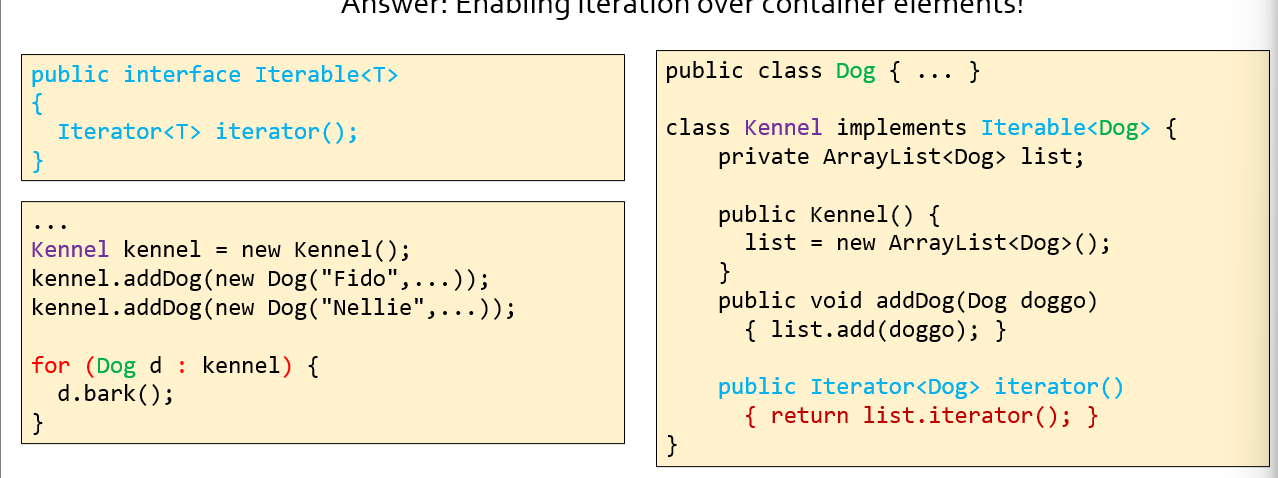 Answer: Enabling iteration over container elements!
public interface Iterable<T>
{
  Iterator<T> iterator();
}
...
Kennel kennel = new Kennel();
kennel.addDog(new Dog("Fido",...));
kennel.addDog(new Dog("Nellie",...));
for (Dog d : kennel) {
  d.bark();
}
public class Dog { ... }
class Kennel implements Iterable<Dog> {
    private ArrayList<Dog> list;
    public Kennel() {
      list = new ArrayList<Dog>();
    }
    public void addDog(Dog doggo)
      { list.add(doggo); }
    public Iterator<Dog> iterator()
      { return list.iterator(); }
}